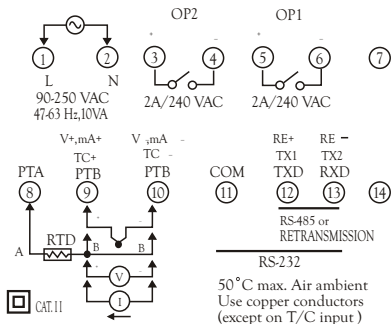 OP2 OP1
+ - + -
1 2 3 4 5 6 7
L N
90-250 VAC 2A/240 VAC 2A/240 VAC
47-63 Hz,10VA
V+,mA+ V -,mA - RE+ RE -
TC+ TC - TX1 TX2
PTA PTB PTB COM TXD RXD
8 9 10 11 12 13 14
+ -
RS-485 or
RETRANSMISSION
A RTD B B
RS-232
+ V -
+ I -
CAT.II
50°C max. Air ambient
Use copper conductors
(except on T/C input )